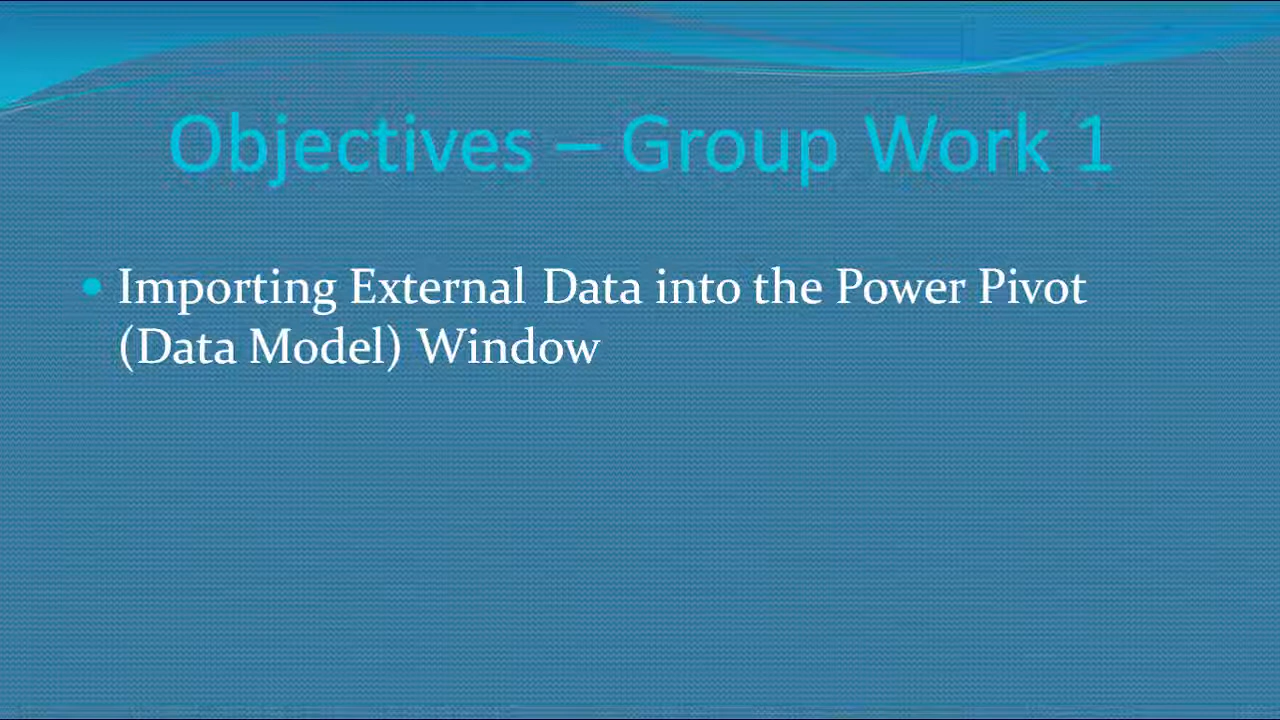 Objectives – Group Work 1
• Importing External Data into the Power Pivot
(Data Model) Window